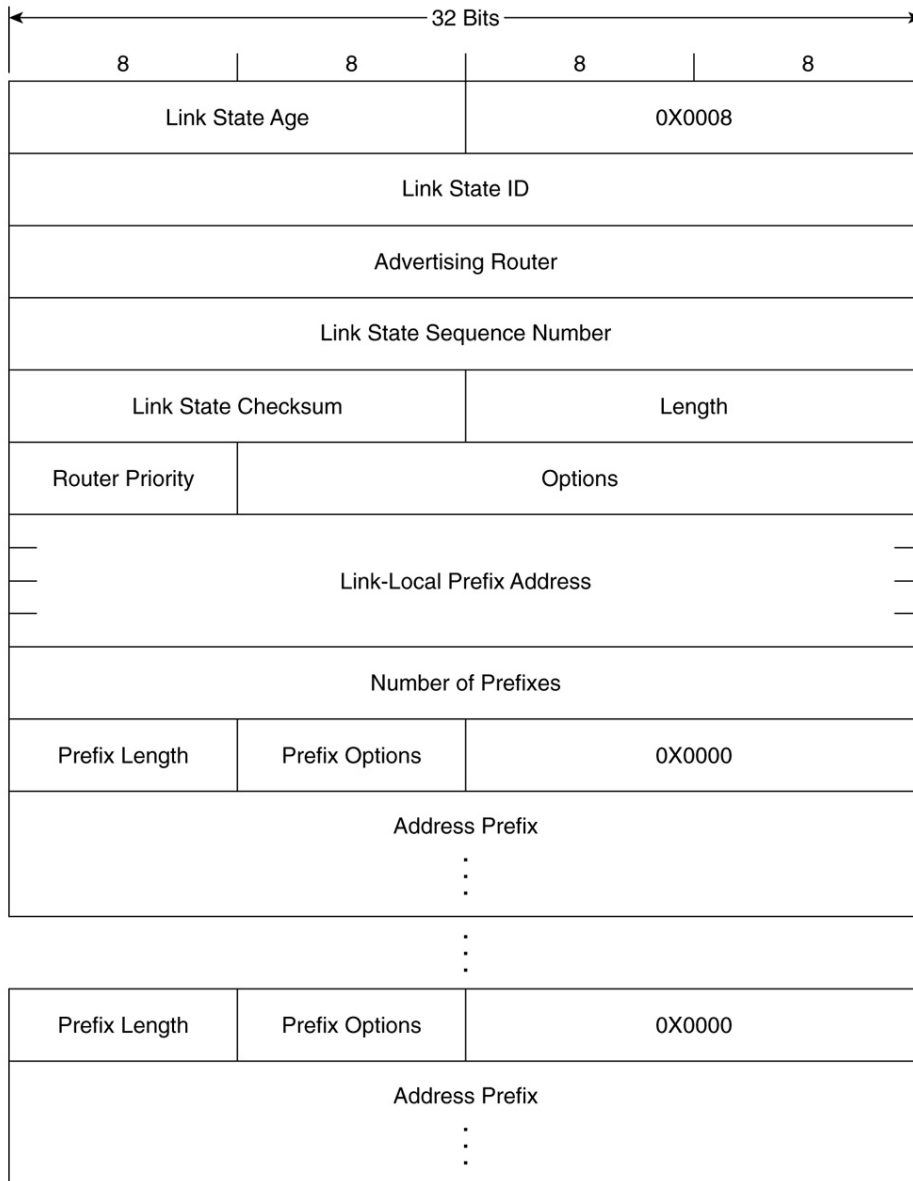 32 Bits
8 8 8 8
Link State Age 0X0008
Link State ID
Advertising Router
Link State Sequence Number
Link State Checksum Length
Router Priority Options
Link-Local Prefix Address
Number of Prefixes
Prefix Length Prefix Options 0X0000
Address Prefix
Prefix Length Prefix Options 0X0000
Address Prefix